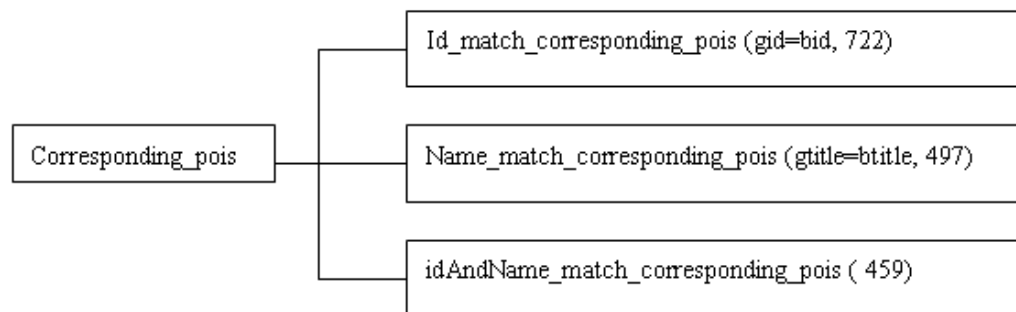 Id_match_corresponding_pois (gid=bid, 722)
Corresponding_pois
Name_match_corresponding_pois (gtitle=btitle, 497)
idAndName_match_corresponding_pois ( 459)